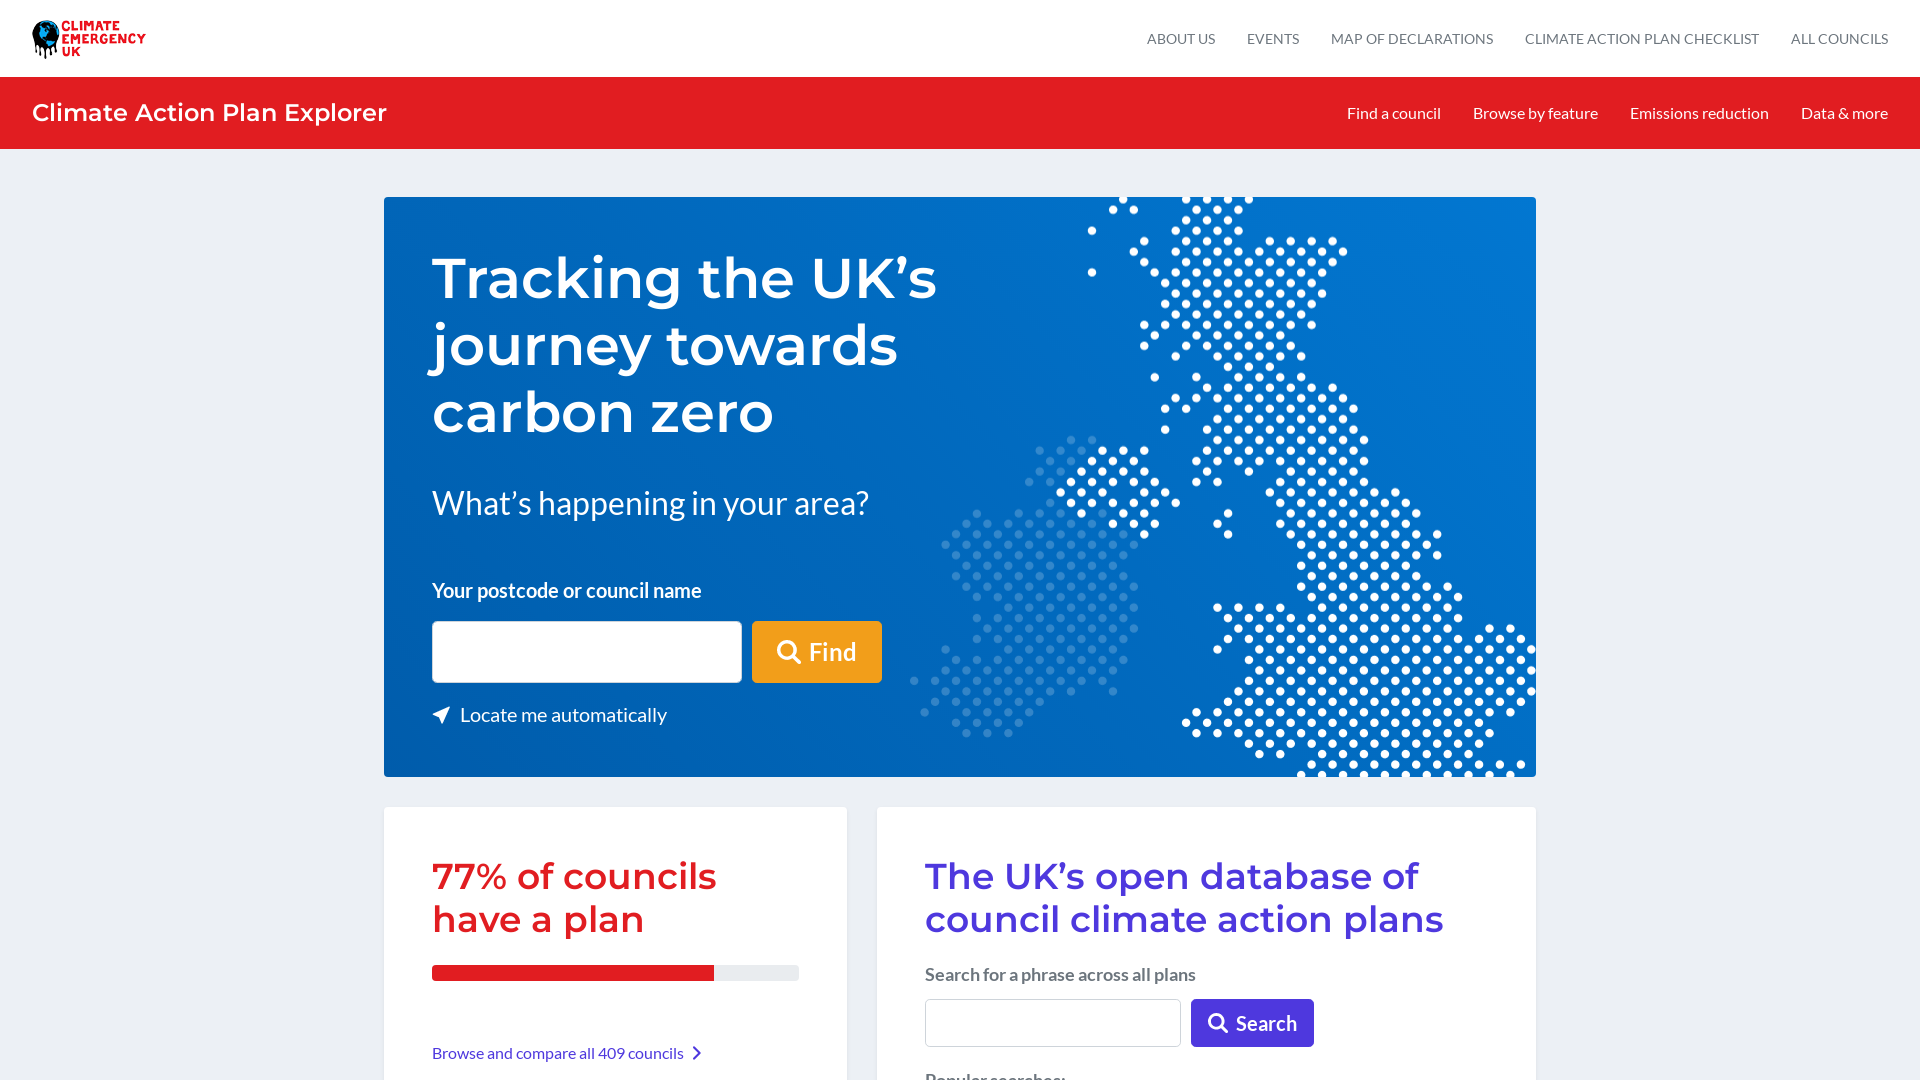 CLIMATE
EMERGENCY
UK
ABOUT US
EVENTS
MAP OF DECLARATIONS
CLIMATE ACTION PLAN CHECKLIST
ALL COUNCILS
Climate Action Plan Explorer
Find a council
Browse by feature
Emissions reduction
Data & more
Tracking the UK’s
journey towards
carbon zero
What’s happening in your area?
Your postcode or council name
Find
Locate me automatically
77% of councils
have a plan
Browse and compare all 409 councils
The UK’s open database of
council climate action plans
Search for a phrase across all plans
Search
Popular searches: